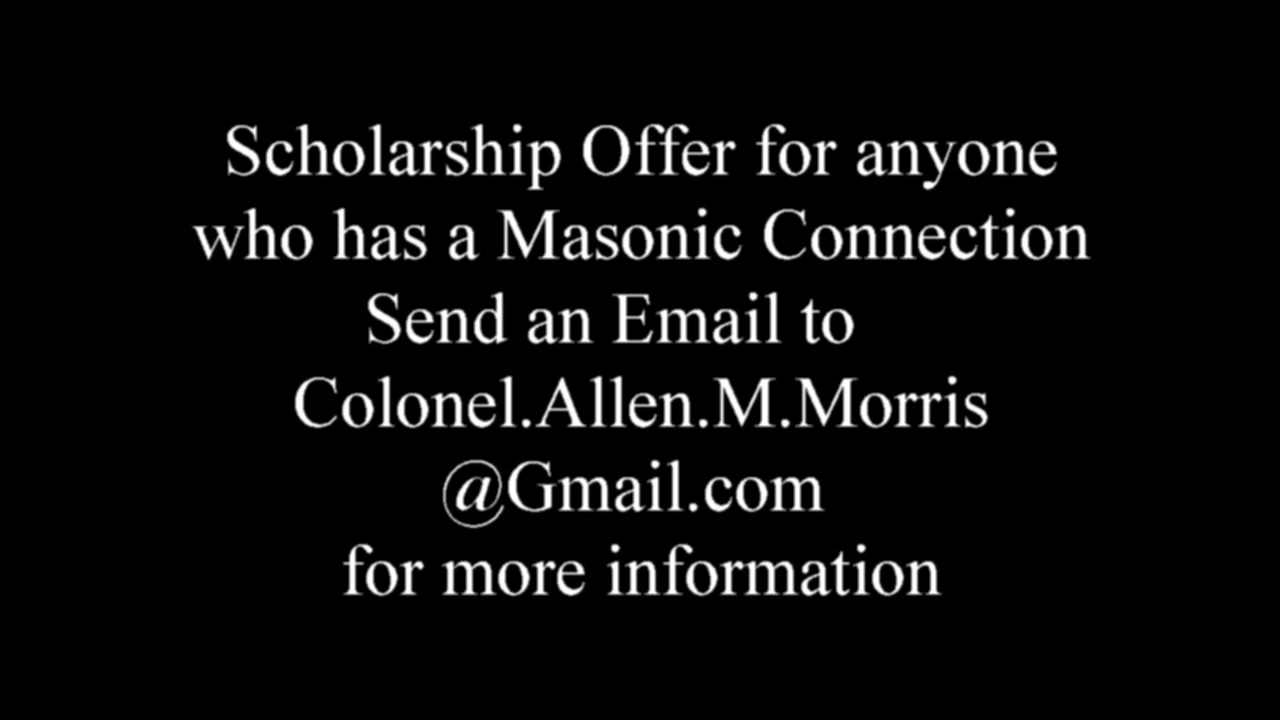 Scholarship Offer for anyone
who has a Masonic Connection
Send an Email to
Colonel.Allen.M.Morris
@Gmail.com
for more information